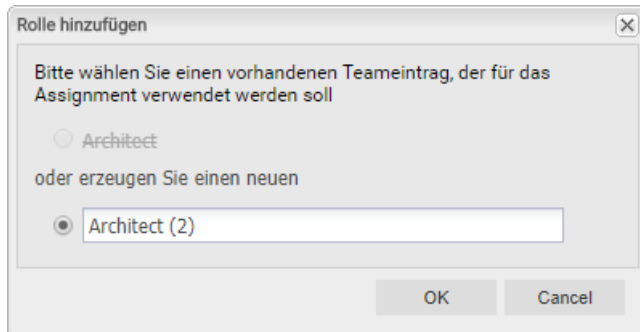 Rolle hinzufügen
Bitte wählen Sie einen vorhandenen Teameintrag, der für das
Assignment verwendet werden soll
Architect
oder erzeugen Sie einen neuen
Architect (2)
OK Cancel